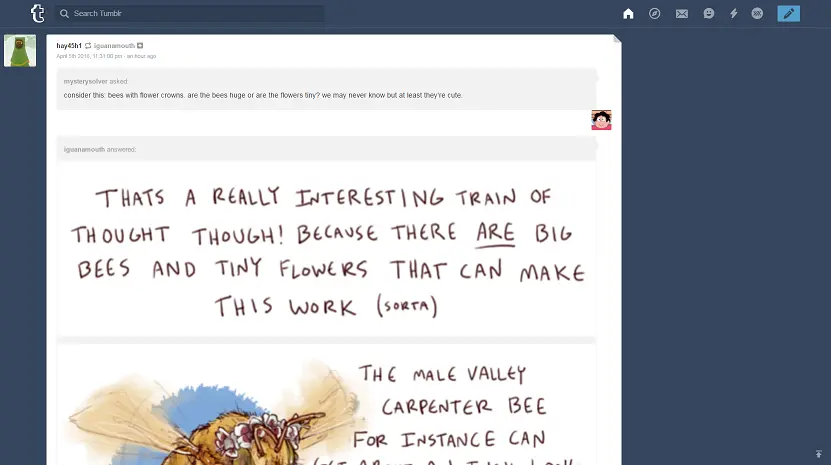 t
Search Tumblr
hay45h1 iguanamouth
April 5th 2016, 11:31:00 pm · an hour ago
mysterysolver asked:
consider this: bees with flower crowns. are the bees huge or are the flowers tiny? we may never know but at least they're cute.
iguanamouth answered:
THATS A REALLY INTERESTING TRAIN OF
THOUGHT THOUGH! BECAUSE THERE ARE BIG
BEES AND TINY FLOWERS THAT CAN MAKE
THIS WORK (SORTA)
THE MALE VALLEY
CARPENTER BEE
FOR INSTANCE CAN